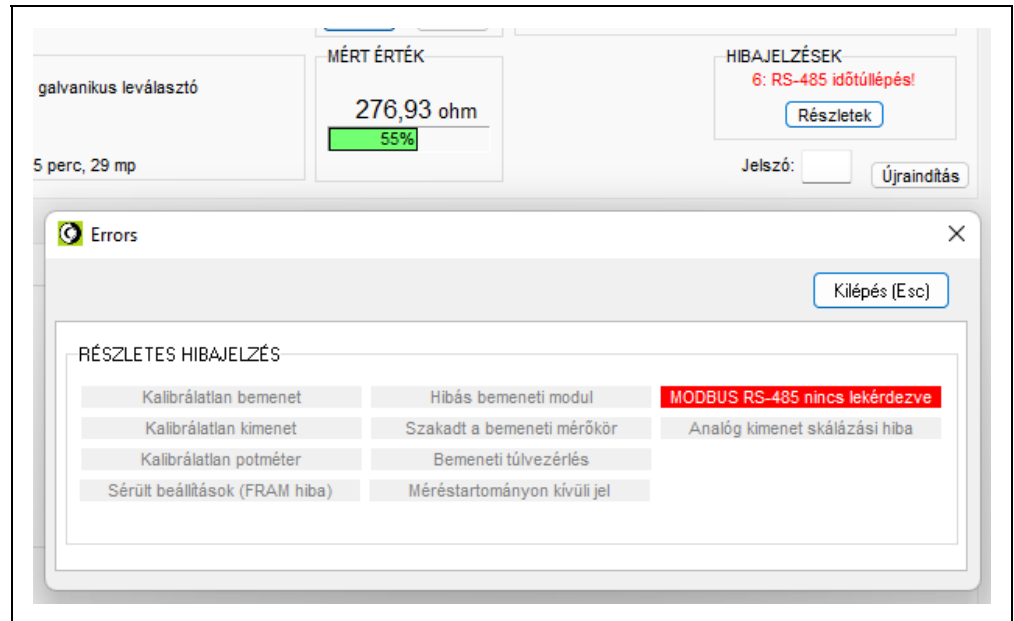 MÉRT ÉRTÉK
HIBAJELZÉSEK
galvanikus leválasztó
6: RS-485 időtúllépés!
276,93 ohm
Részletek
55%
5 perc, 29 mp
Jelszó:
Újraindítás
Errors
Kilépés (Esc)
RÉSZLETES HIBAJELZÉS
Kalibrálatlan bemenet
Hibás bemeneti modul
MODBUS RS-485 nincs lekérdezve
Kalibrálatlan kimenet
Szakadt a bemeneti mérőkör
Analóg kimenet skálázási hiba
Kalibrálatlan potméter
Bemeneti túlvezérlés
Sérült beállítások (FRAM hiba)
Méréstartományon kívüli jel